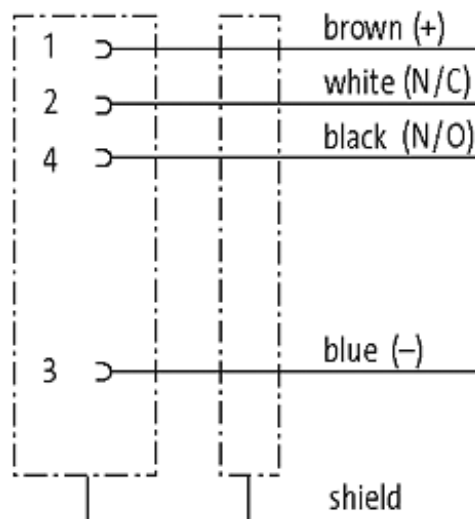 1 brown (+)
2 white (N/C)
4 black (N/O)
3 blue (–)
shield